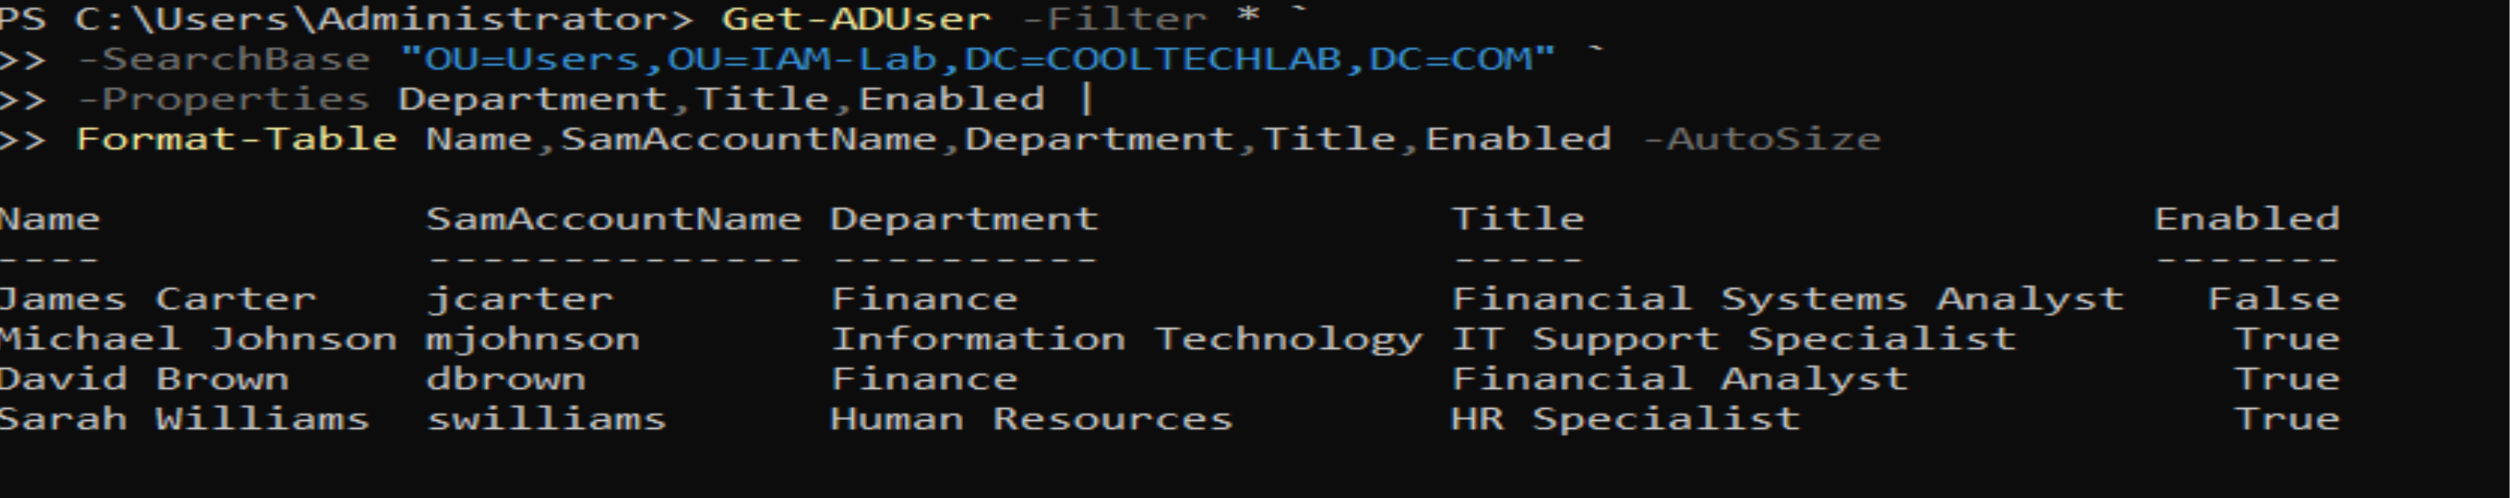 PS C:\Users\Administrator> Get-ADUser -Filter * `
>> -SearchBase "OU=Users,OU=IAM-Lab,DC=COOLTECHLAB,DC=COM" `
>> -Properties Department,Title,Enabled |
>> Format-Table Name,SamAccountName,Department,Title,Enabled -AutoSize

Name            SamAccountName Department             Title                     Enabled
----            -------------- ----------             -----                     -------
James Carter    jcarter        Finance                Financial Systems Analyst   False
Michael Johnson mjohnson       Information Technology IT Support Specialist        True
David Brown     dbrown         Finance                Financial Analyst            True
Sarah Williams  swilliams      Human Resources        HR Specialist                True